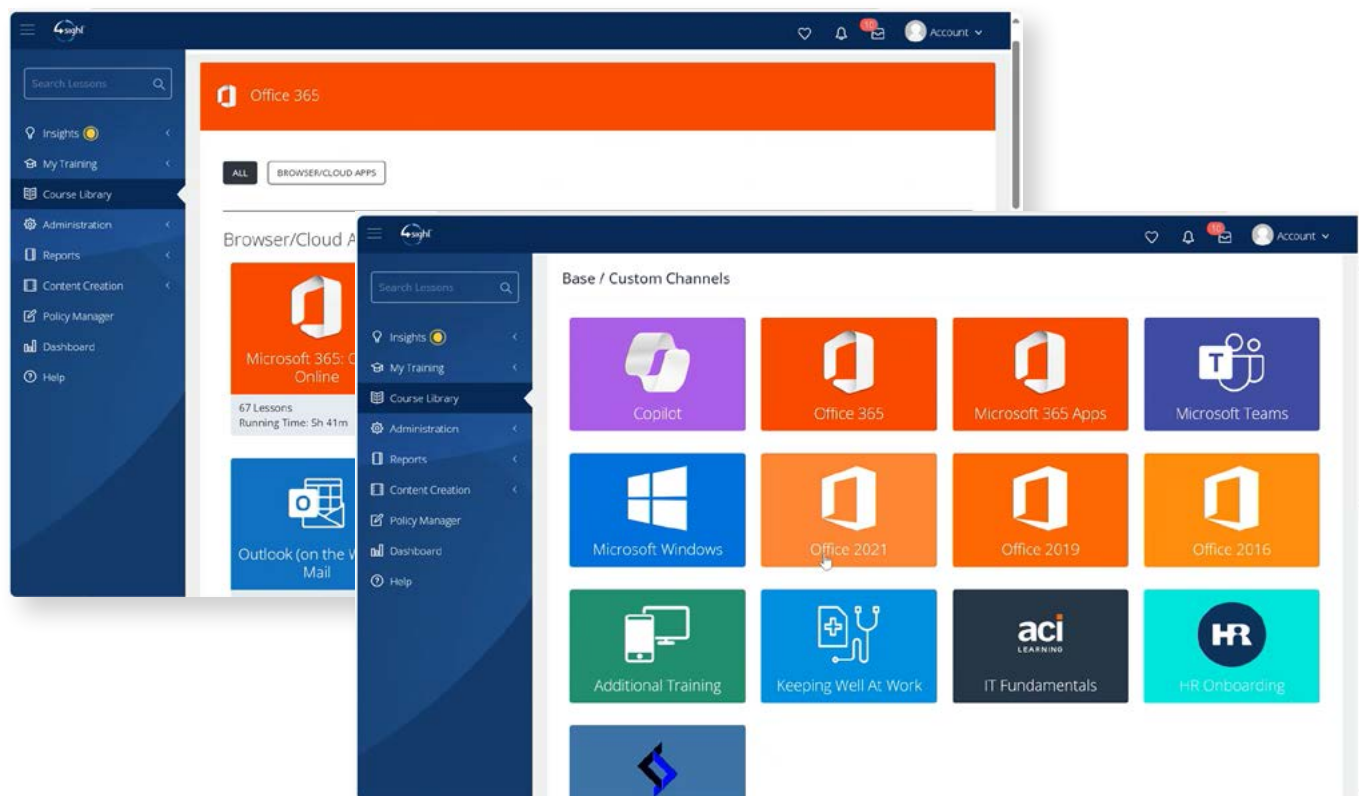 4sight
10
Account
Search Lessons
Office 365
Insights
My Training
Course Library
Administration
Reports
Content Creation
Policy Manager
Dashboard
Help
ALL
BROWSER/CLOUD APPS
Browser/Cloud A
Microsoft 365:
Online
67 Lessons
Running Time: 5h 41m
Outlook (on the
Mail
4sight
10
Account
Search Lessons
Insights
My Training
Course Library
Administration
Reports
Content Creation
Policy Manager
Dashboard
Help
Base / Custom Channels
Copilot
Office 365
Microsoft 365 Apps
T
Microsoft Teams
Microsoft Windows
Office 2021
Office 2019
Office 2016
Additional Training
Keeping Well At Work
aci
LEARNING
IT Fundamentals
HR
HR Onboarding